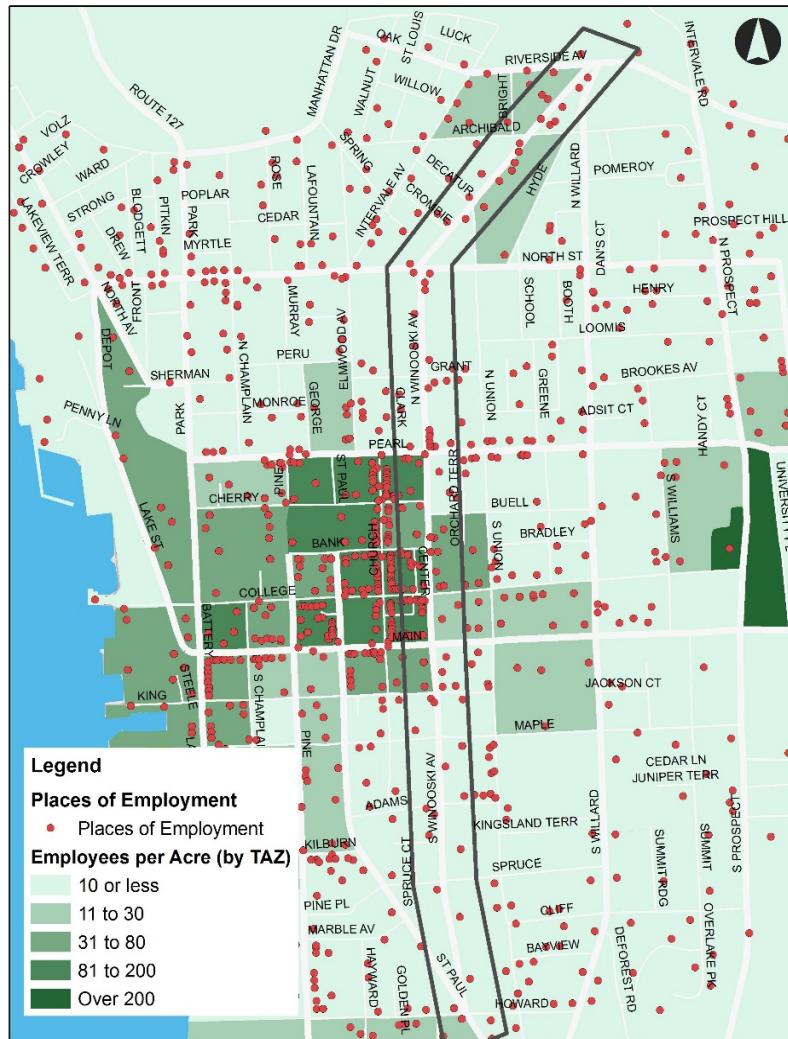 OAK
ST LOUIS
LUCK
MANHATTAN DR
RIVERSIDE AV
INTERVALE RD
WALNUT
WILLOW
BRIGHT
ROUTE 127
ARCHIBALD
VOLZ
CROWLEY
WARD
SPRING
DECATUR
HYDE
N WILLARD
POMEROY
ROSE
LAFOUNTAIN
INTERVALE AV
CROMBIE
STRONG
BLODGETT
PITKIN
POPLAR
LAKEVIEW TERR
DREW
PARK
CEDAR
MYRTLE
DAN'S CT
PROSPECT HILL
N PROSPECT
NORTH ST
NORTH AV
FRONT
MURRAY
ELMWOOD AV
N WINOOSKI AV
SCHOOL
BOOTH
HENRY
LOOMIS
DEPOT
N CHAMPLAIN
PERU
SHERMAN
GRANT
BROOKES AV
MONROE
GEORGE
CLARK
N UNION
GREENE
ADSIT CT
HANDY CT
PENNY LN
PARK
PEARL
ORCHARD TERR
UNIVERSITY PL
CHERRY
PINE
ST PAUL
BUELL
S WILLIAMS
LAKE ST
BANK
CHURCH
CENTER
S UNION
BRADLEY
COLLEGE
BATTERY
MAIN
STEELE
KING
S CHAMPLAI
JACKSON CT
MAPLE
PINE
S WINOOSKI AV
CEDAR LN
JUNIPER TERR
LA
ADAMS
KINGSLAND TERR
S WILLARD
SUMMIT RDG
SUMMIT
S PROSPECT
KILBURN
SPRUCE CT
SPRUCE
PINE PL
CLIFF
MARBLE AV
BAYVIEW
OVERLAKE PK
HAYWARD
GOLDEN PL
ST PAUL
HOWARD
DEFOREST RD
Legend
Places of Employment
Places of Employment
Employees per Acre (by TAZ)
10 or less
11 to 30
31 to 80
81 to 200
Over 200